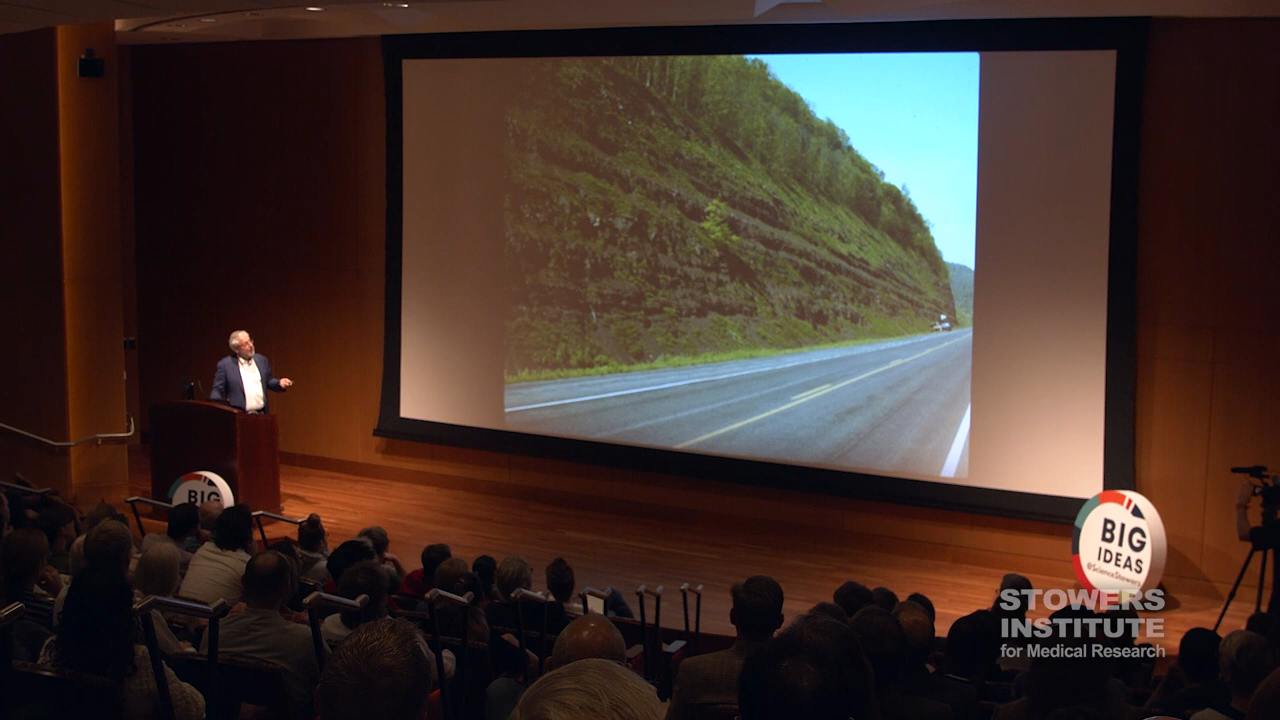 BIG
BIG
IDEAS
@ScienceStowers
STOWERS
INSTITUTE
for Medical Research